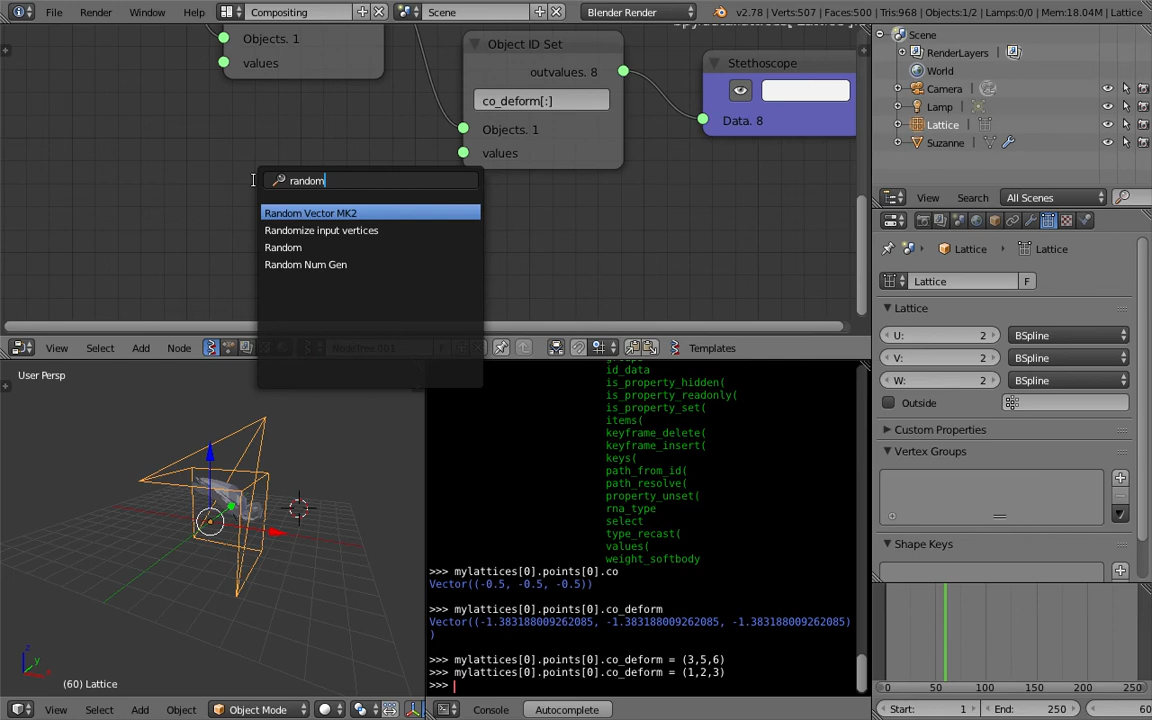 File Render Window Help Compositing Scene Blender Render v2.78 | Verts:507 | Faces:500 | Tris:968 | Objects:1/2 | Lamps:0/0 | Mem:18.04M | Lattice
Objects. 1
values
Object ID Set
outvalues. 8
co_deform[:]
Objects. 1
values
Stethoscope
Data. 8
random
Random Vector MK2
Randomize input vertices
Random
Random Num Gen
View Select Add Node NodeTree.001 Templates
User Persp
(60) Lattice
View Select Add Object Object Mode
id_data
is_property_hidden(
is_property_readonly(
is_property_set(
items(
keyframe_delete(
keyframe_insert(
keys(
path_from_id(
path_resolve(
property_unset(
rna_type
select
type_recast(
values(
weight_softbody
>>> mylattices[0].points[0].co
Vector((-0.5, -0.5, -0.5))
>>> mylattices[0].points[0].co_deform
Vector((-1.383188009262085, -1.383188009262085, -1.383188009262085)
)
>>> mylattices[0].points[0].co_deform = (3,5,6)
>>> mylattices[0].points[0].co_deform = (1,2,3)
>>>
Console Autocomplete
Scene
RenderLayers
World
Camera
Lamp
Lattice
Suzanne
View Search All Scenes
Lattice Lattice
Lattice F
Lattice
U: 2 BSpline
V: 2 BSpline
W: 2 BSpline
Outside
Custom Properties
Vertex Groups
Shape Keys
0 50 100 150 200 250
Start: 1 End: 250 60